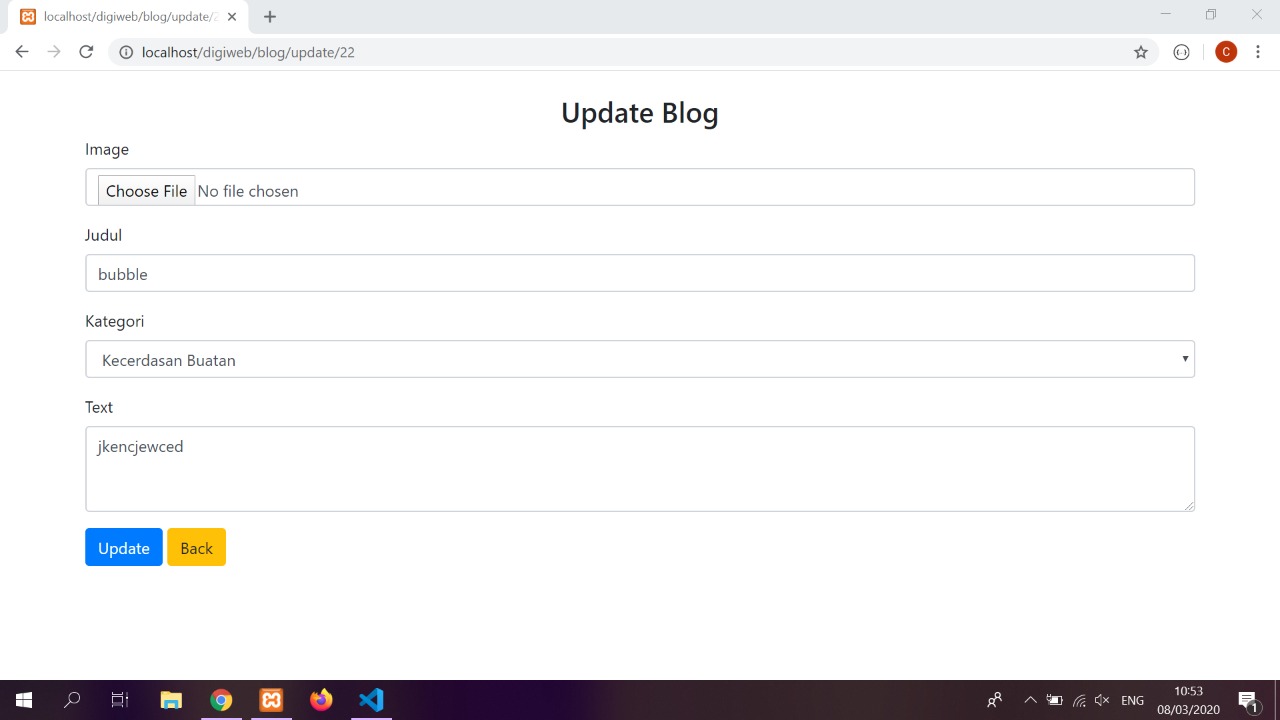 localhost/digiweb/blog/update/2
localhost/digiweb/blog/update/22
C
Update Blog
Image
Choose File No file chosen
Judul
bubble
Kategori
Kecerdasan Buatan
Text
jkencjewced
Update Back
ENG
10:53
08/03/2020
1